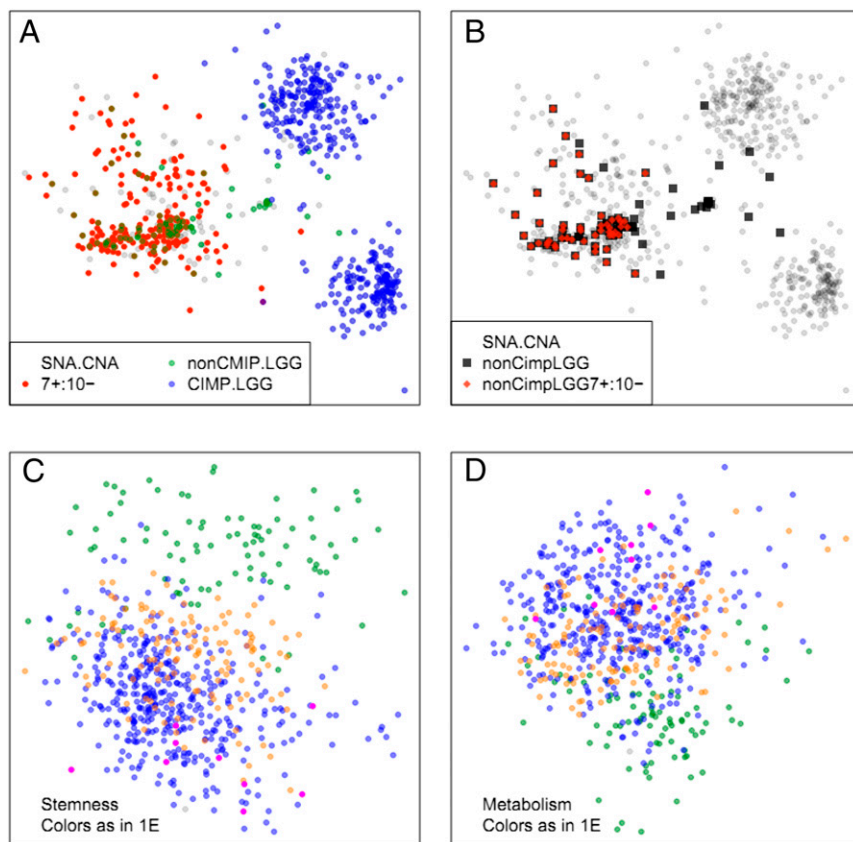 A
SNA.CNA
7+:10−
nonCMIP.LGG
CIMP.LGG
B
SNA.CNA
nonCimpLGG
nonCimpLGG7+:10−
C
Stemness
Colors as in 1E
D
Metabolism
Colors as in 1E